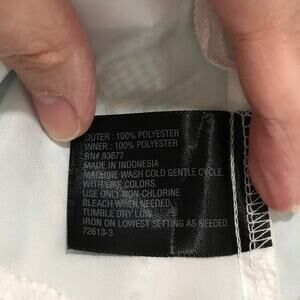 OUTER : 100% POLYESTER
INNER : 100% POLYESTER
RN# 93677
MADE IN INDONESIA
MACHINE WASH COLD GENTLE CYCLE
WITH LIKE COLORS.
USE ONLY NON-CHLORINE
BLEACH WHEN NEEDED.
TUMBLE DRY LOW.
IRON ON LOWEST SETTING AS NEEDED.
72613-3